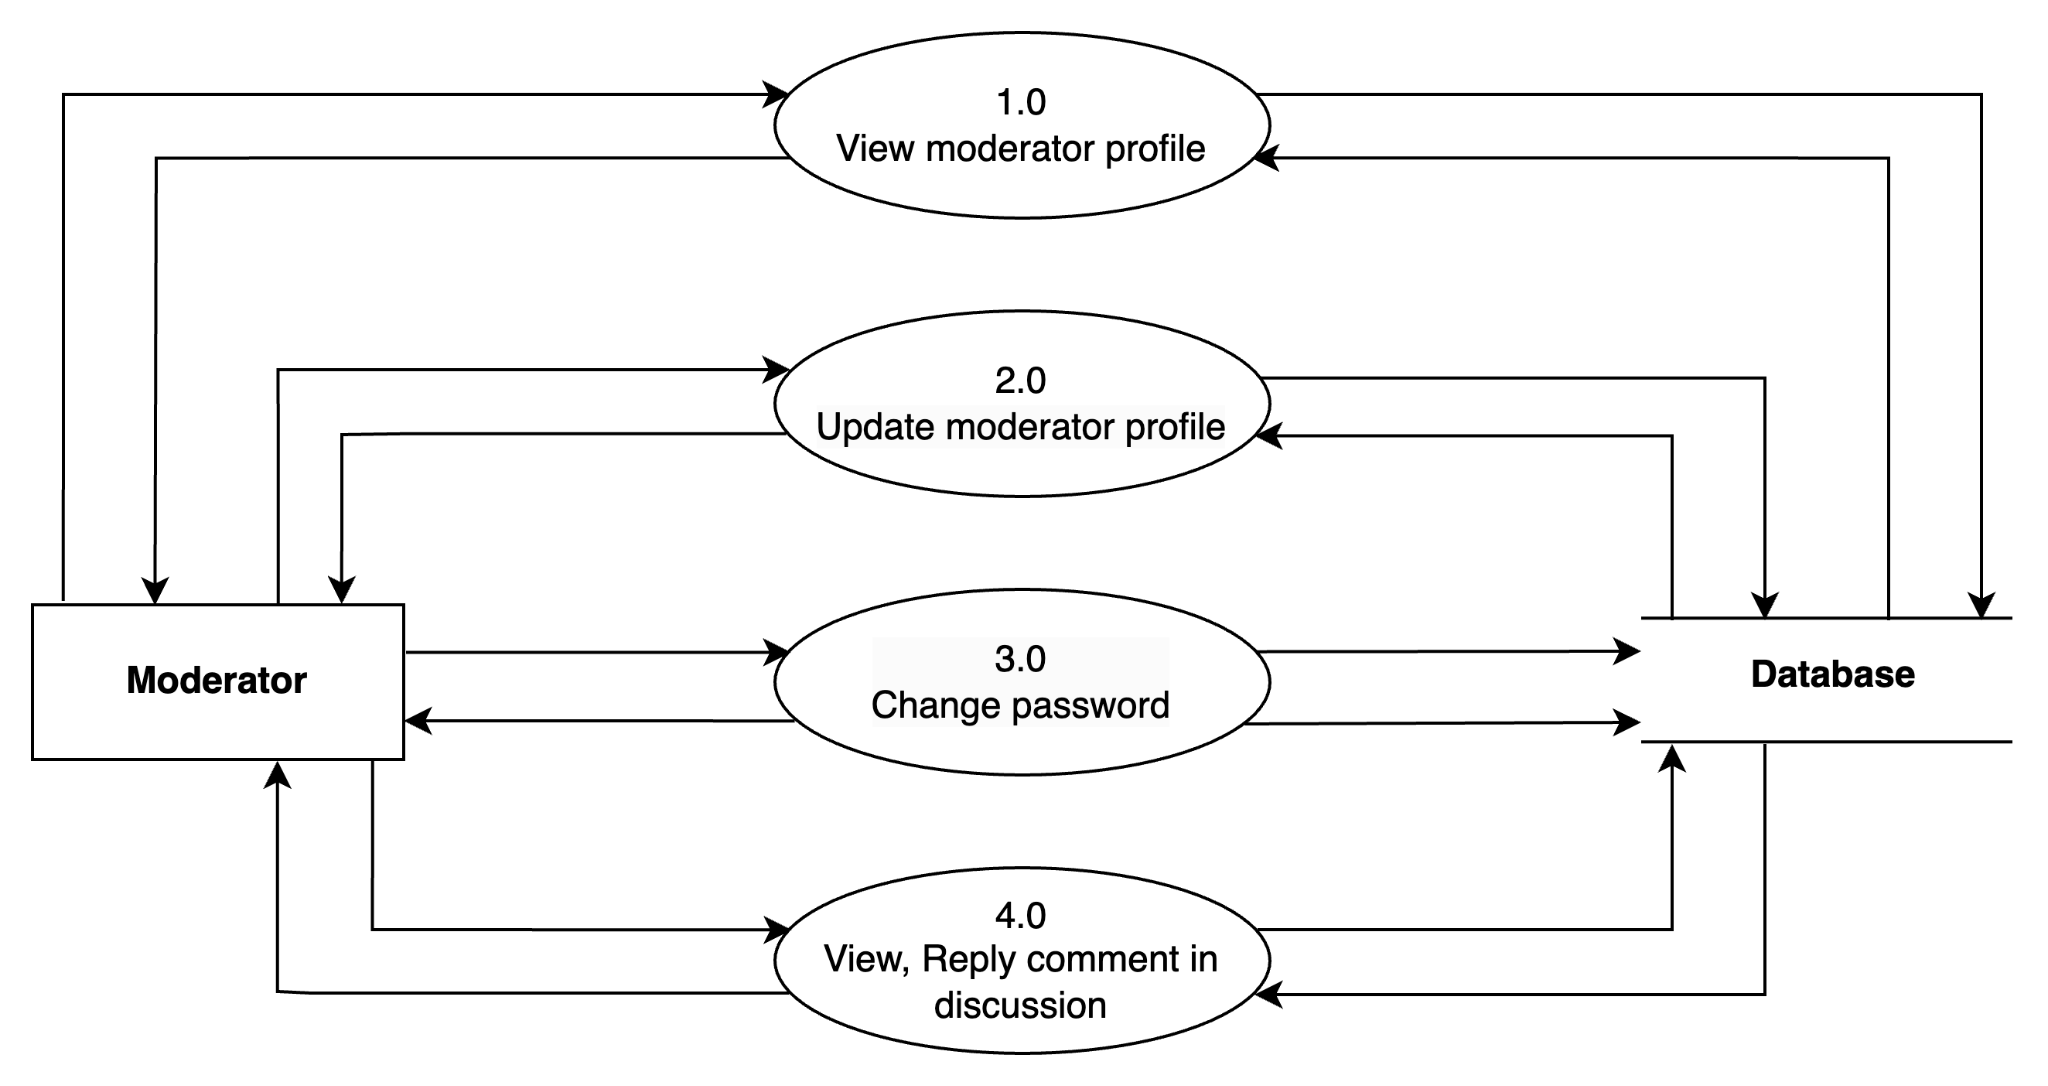 1.0
View moderator profile
2.0
Update moderator profile
3.0
Change password
Moderator
Database
4.0
View, Reply comment in
discussion